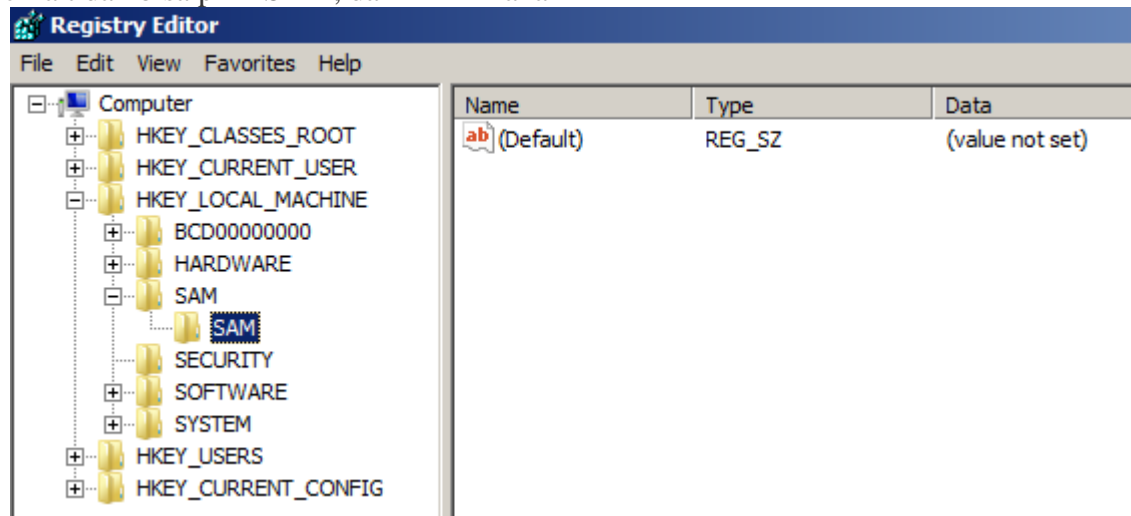 Registry Editor
File Edit View Favorites Help
Computer
HKEY_CLASSES_ROOT
HKEY_CURRENT_USER
HKEY_LOCAL_MACHINE
BCD00000000
HARDWARE
SAM
SAM
SECURITY
SOFTWARE
SYSTEM
HKEY_USERS
HKEY_CURRENT_CONFIG
Name Type Data
ab (Default) REG_SZ (value not set)